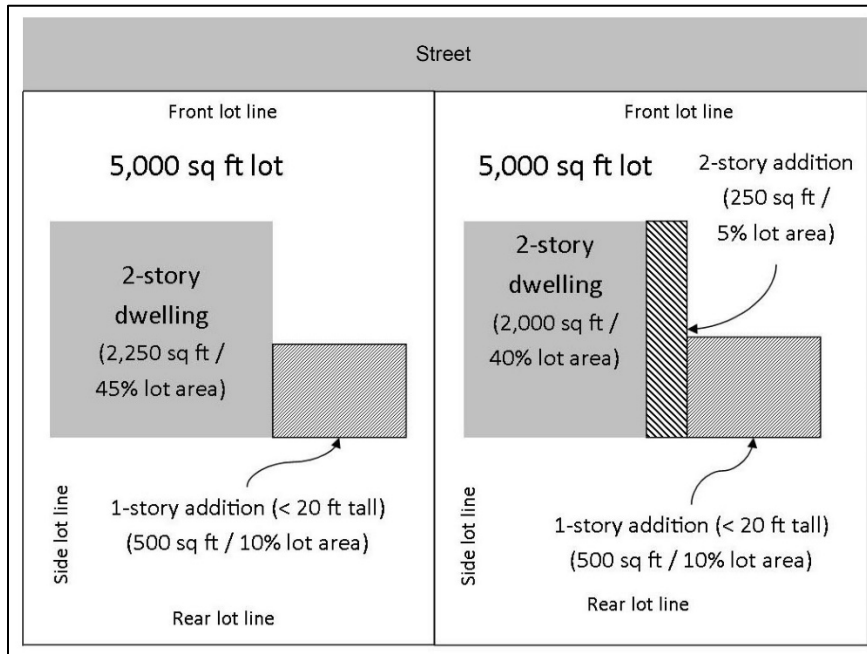 Street
Front lot line
5,000 sq ft lot
2-story
dwelling
(2,250 sq ft /
45% lot area)
1-story addition (< 20 ft tall)
(500 sq ft / 10% lot area)
Side lot line
Rear lot line
Front lot line
5,000 sq ft lot
2-story addition
(250 sq ft /
5% lot area)
2-story
dwelling
(2,000 sq ft /
40% lot area)
1-story addition (< 20 ft tall)
(500 sq ft / 10% lot area)
Side lot line
Rear lot line